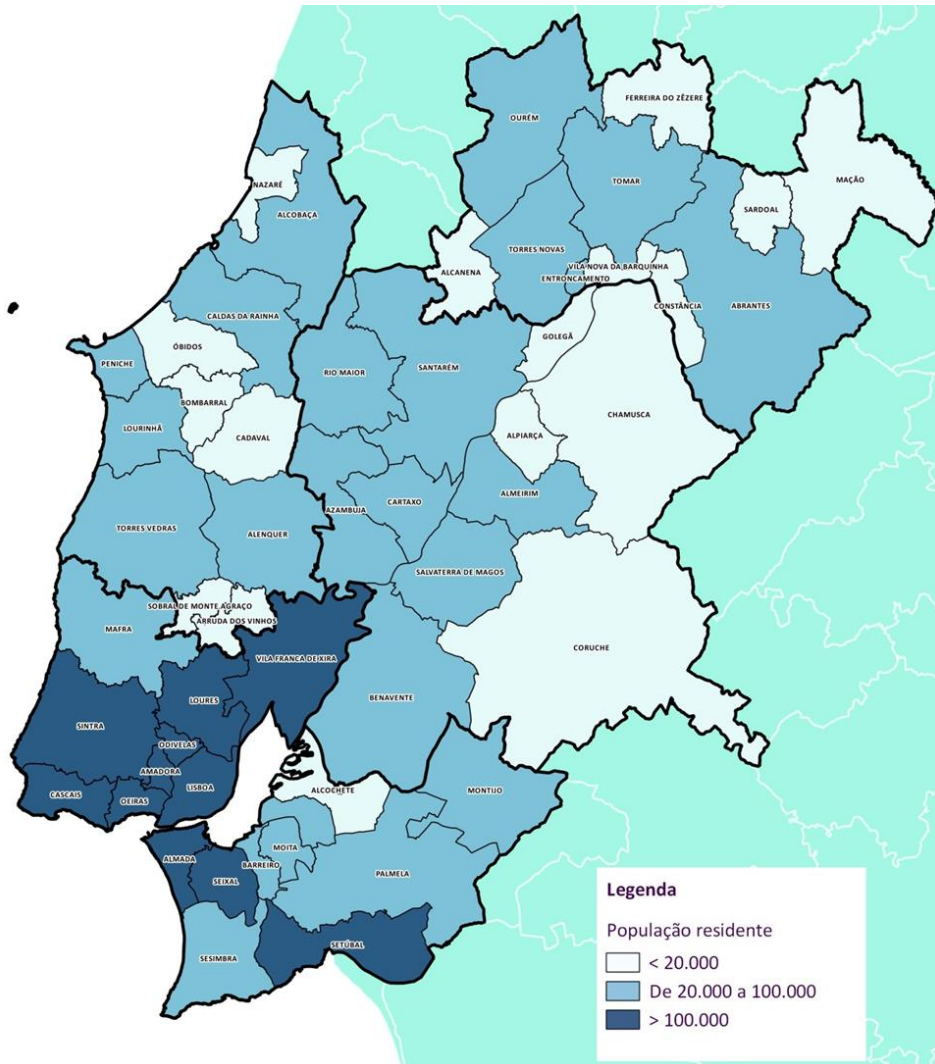 FERREIRA DO ZÊZERE
OURÉM
MAÇÃO
TOMAR
NAZARÉ
SARDOAL
ALCOBAÇA
TORRES NOVAS
ALCANENA
VILA NOVA DA BARQUINHA
ENTRONCAMENTO
CONSTÂNCIA
ABRANTES
CALDAS DA RAINHA
GOLEGÃ
ÓBIDOS
PENICHE
RIO MAIOR
SANTARÉM
BOMBARRAL
CHAMUSCA
LOURINHÃ
CADAVAL
ALPIARÇA
ALMEIRIM
CARTAXO
AZAMBUJA
TORRES VEDRAS
ALENQUER
SALVATERRA DE MAGOS
SOBRAL DE MONTE AGRAÇO
ARRUDA DOS VINHOS
MAFRA
CORUCHE
VILA FRANCA DE XIRA
BENAVENTE
LOURES
SINTRA
ODIVELAS
AMADORA
LISBOA
ALCOCHETE
MONTIJO
CASCAIS
OEIRAS
MOITA
ALMADA
BARREIRO
PALMELA
SEIXAL
SETÚBAL
SESIMBRA
Legenda
População residente
< 20.000
De 20.000 a 100.000
> 100.000